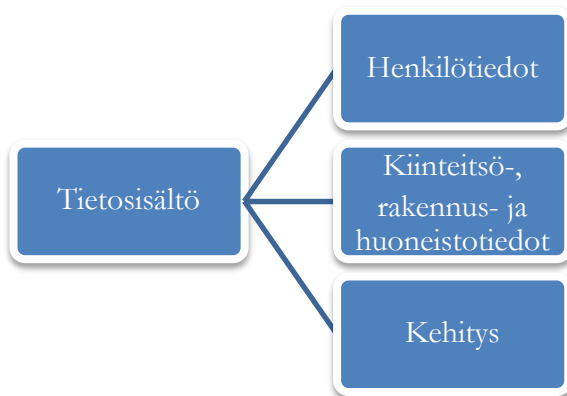 Tietosisältö
Henkilötiedot
Kiinteitsö-,
rakennus- ja
huoneistotiedot
Kehitys